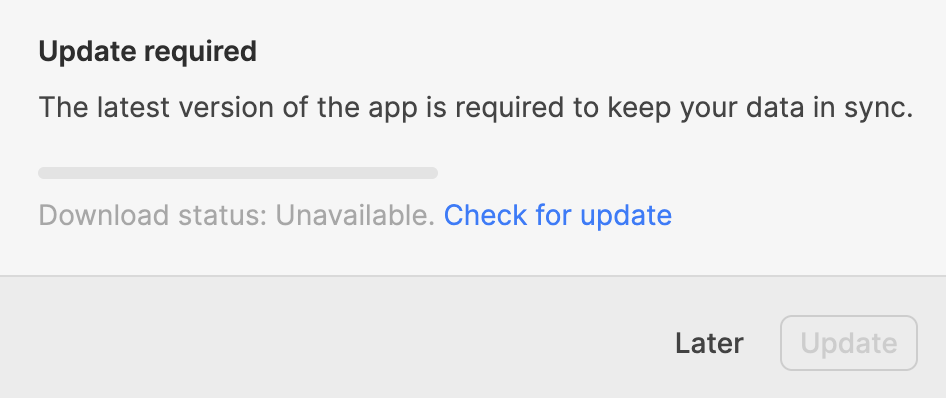 Update required
The latest version of the app is required to keep your data in sync.
Download status: Unavailable. Check for update
Later Update